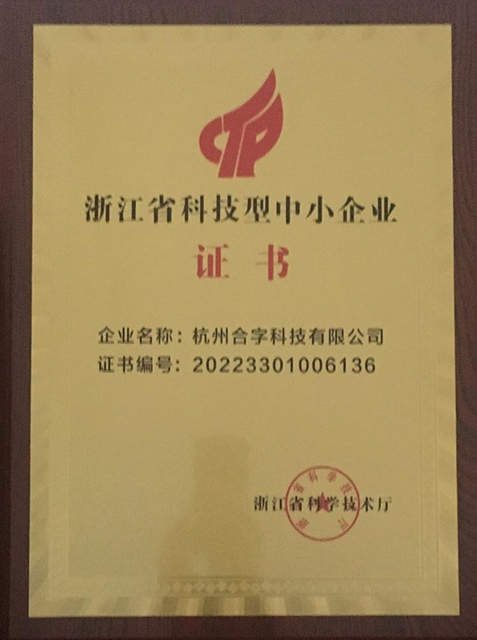 浙江省科技型中小企业
证书
企业名称：杭州合字科技有限公司
证书编号：20223301006136
浙江省科学技术厅